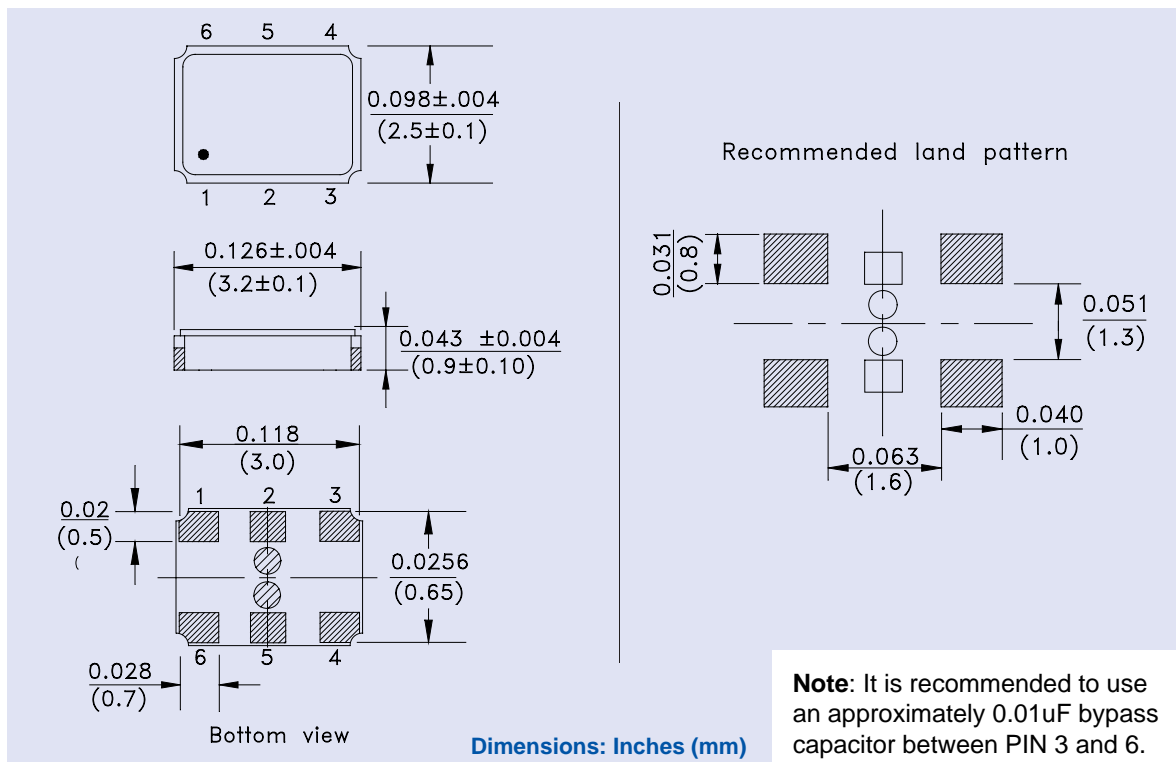 6 5 4
0.098±.004
(2.5±0.1)
1 2 3
0.126±.004
(3.2±0.1)
0.043 ±0.004
(0.9±0.10)
0.118
(3.0)
1 2 3
0.02
(0.5)
(
0.0256
(0.65)
6 5 4
0.028
(0.7)
Bottom view
Recommended land pattern
0.031
(0.8)
0.051
(1.3)
0.040
(1.0)
0.063
(1.6)
Dimensions: Inches (mm)
Note: It is recommended to use
an approximately 0.01uF bypass
capacitor between PIN 3 and 6.